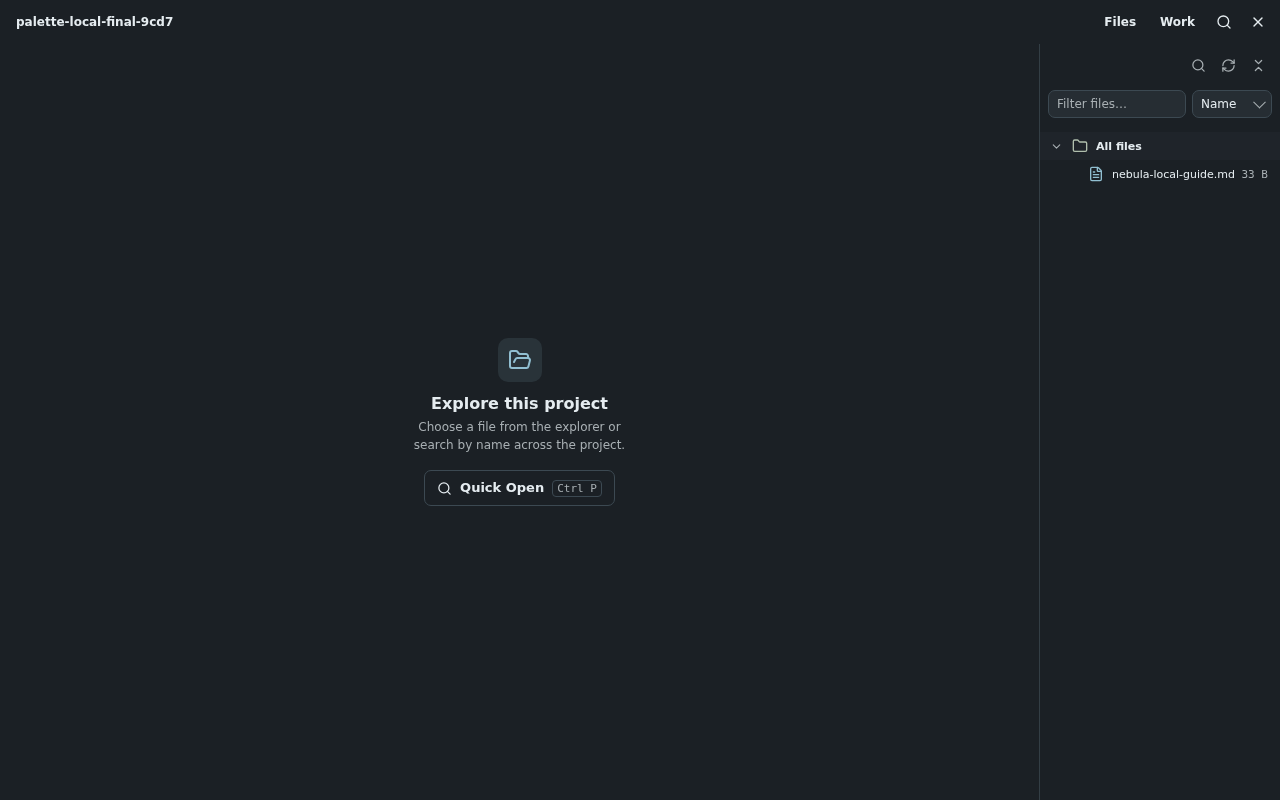 palette-local-final-9cd7
Files
Work
Filter files...
Name
All files
nebula-local-guide.md 33 B
Explore this project
Choose a file from the explorer or
search by name across the project.
Quick Open Ctrl P